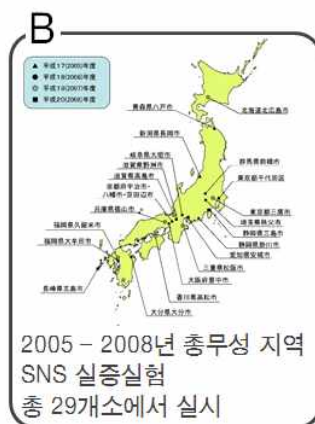 B
▲ 平成17(2005)年度
● 平成18(2006)年度
◎ 平成19(2007)年度
■ 平成20(2008)年度
青森県八戸市
北海道北広島市
新潟県長岡市
岐阜県大垣市
滋賀県野洲市
滋賀県高島市
京都府宇治市・
八幡市・京田辺市
兵庫県篠山市
福岡県久留米市
福岡県大牟田市
長崎県五島市
群馬県前橋市
東京都千代田区
東京都三鷹市
埼玉県秩父市
静岡県三島市
静岡県掛川市
愛知県安城市
三重県松阪市
大阪府豊中市
香川県高松市
大分県大分市
2005 – 2008년 총무성 지역
SNS 실증실험
총 29개소에서 실시